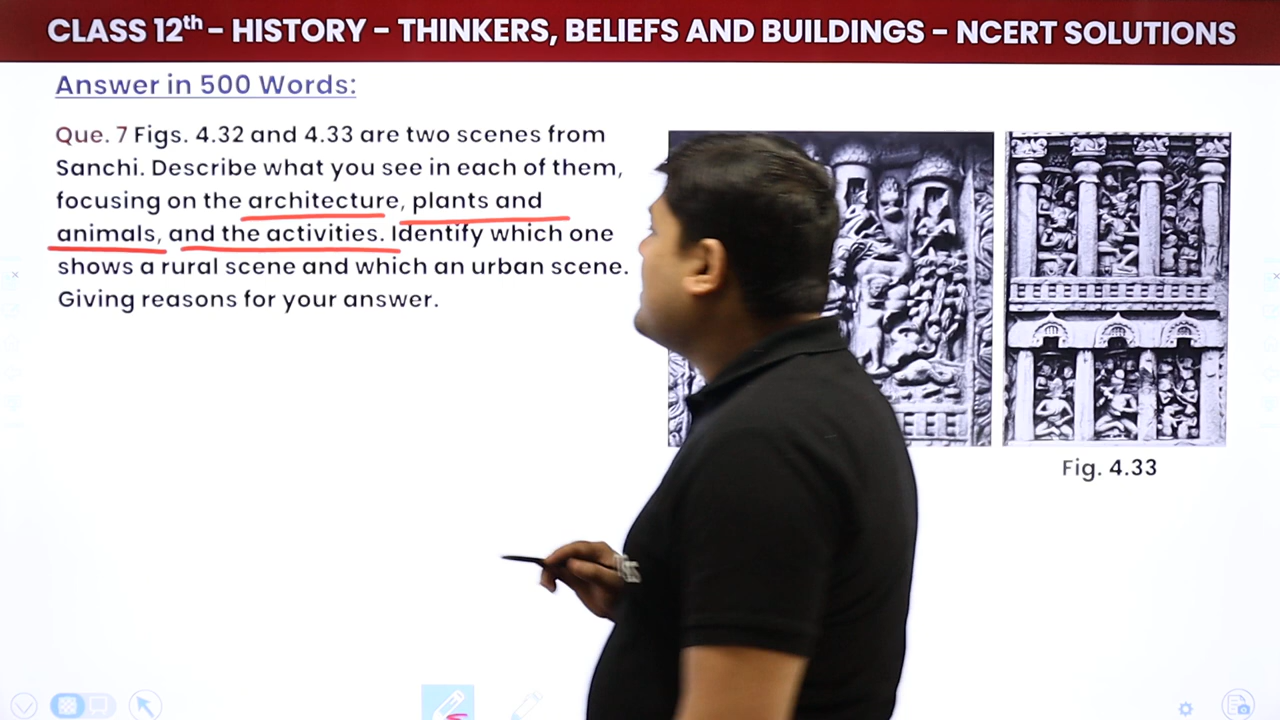 CLASS 12th – HISTORY – THINKERS, BELIEFS AND BUILDINGS – NCERT SOLUTIONS
Answer in 500 Words:
Que. 7 Figs. 4.32 and 4.33 are two scenes from
Sanchi. Describe what you see in each of them,
focusing on the architecture, plants and
animals, and the activities. Identify which one
shows a rural scene and which an urban scene.
Giving reasons for your answer.
Fig. 4.33